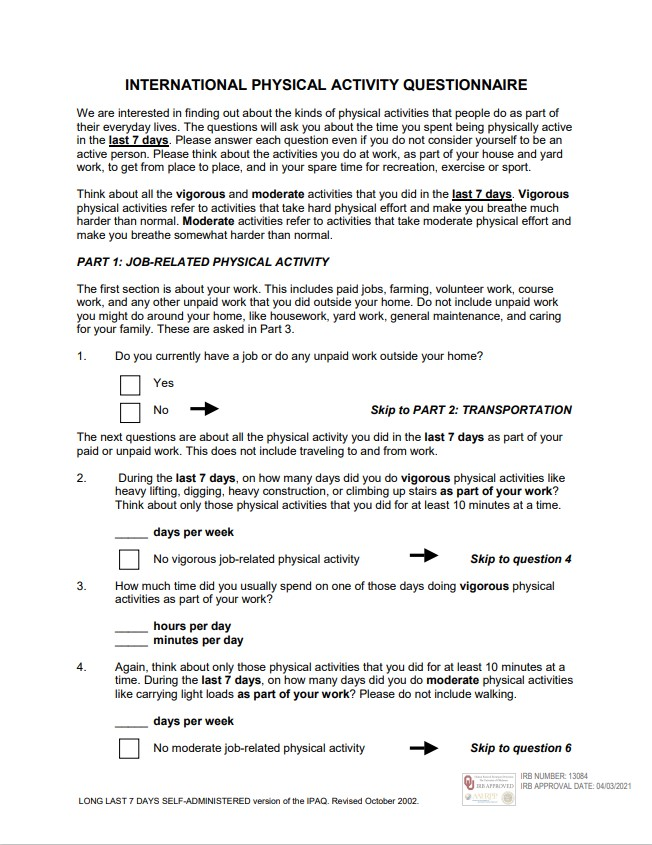 INTERNATIONAL PHYSICAL ACTIVITY QUESTIONNAIRE
We are interested in finding out about the kinds of physical activities that people do as part of
their everyday lives. The questions will ask you about the time you spent being physically active
in the last 7 days. Please answer each question even if you do not consider yourself to be an
active person. Please think about the activities you do at work, as part of your house and yard
work, to get from place to place, and in your spare time for recreation, exercise or sport.
Think about all the vigorous and moderate activities that you did in the last 7 days. Vigorous
physical activities refer to activities that take hard physical effort and make you breathe much
harder than normal. Moderate activities refer to activities that take moderate physical effort and
make you breathe somewhat harder than normal.
PART 1: JOB-RELATED PHYSICAL ACTIVITY
The first section is about your work. This includes paid jobs, farming, volunteer work, course
work, and any other unpaid work that you did outside your home. Do not include unpaid work
you might do around your home, like housework, yard work, general maintenance, and caring
for your family. These are asked in Part 3.
1. Do you currently have a job or do any unpaid work outside your home?
Yes
No Skip to PART 2: TRANSPORTATION
The next questions are about all the physical activity you did in the last 7 days as part of your
paid or unpaid work. This does not include traveling to and from work.
2. During the last 7 days, on how many days did you do vigorous physical activities like
heavy lifting, digging, heavy construction, or climbing up stairs as part of your work?
Think about only those physical activities that you did for at least 10 minutes at a time.
_____ days per week
No vigorous job-related physical activity Skip to question 4
3. How much time did you usually spend on one of those days doing vigorous physical
activities as part of your work?
_____ hours per day
_____ minutes per day
4. Again, think about only those physical activities that you did for at least 10 minutes at a
time. During the last 7 days, on how many days did you do moderate physical activities
like carrying light loads as part of your work? Please do not include walking.
_____ days per week
No moderate job-related physical activity Skip to question 6
IRB APPROVED
IRB NUMBER: 13084
IRB APPROVAL DATE: 04/03/2021
LONG LAST 7 DAYS SELF-ADMINISTERED version of the IPAQ. Revised October 2002.